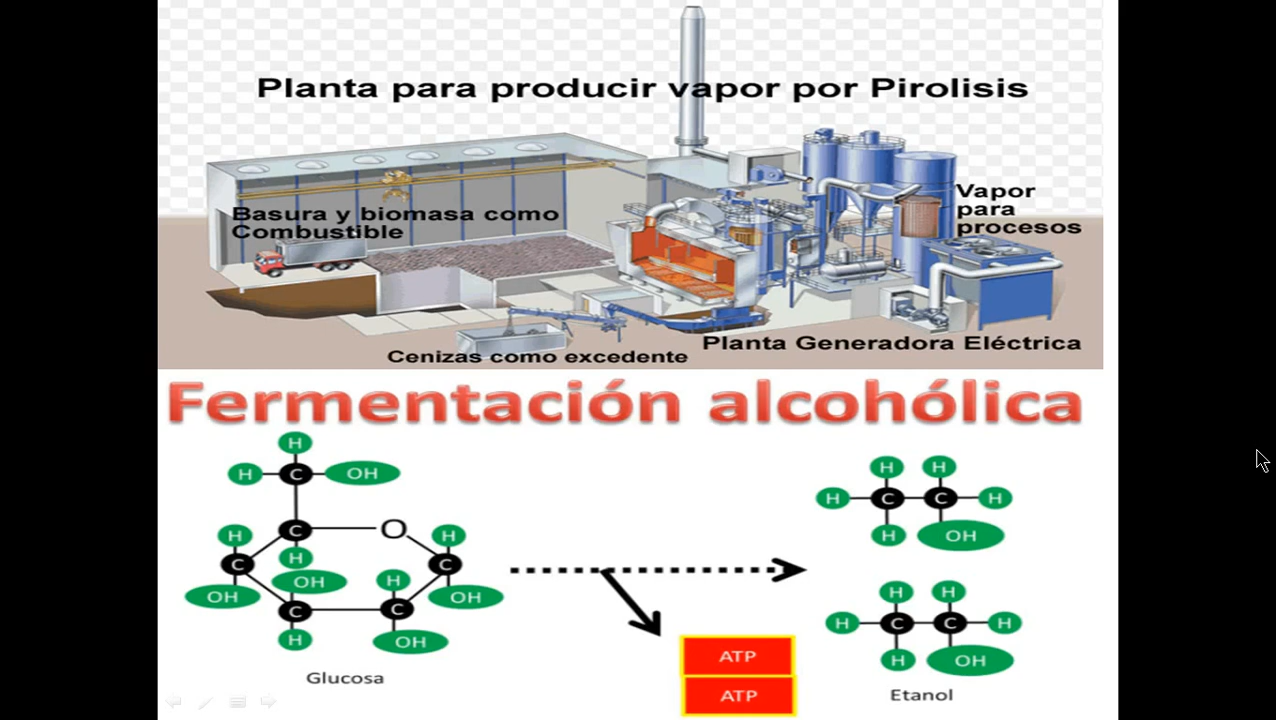 Planta para producir vapor por Pirolisis
Basura y biomasa como
Combustible
Vapor
para
procesos
Planta Generadora Eléctrica
Cenizas como excedente
Fermentación alcohólica
H
H C OH
C O
H H
C H C
OH OH H OH
C C
H OH
Glucosa
ATP
ATP
H H
H C C H
H OH
H H
H C C H
H OH
Etanol